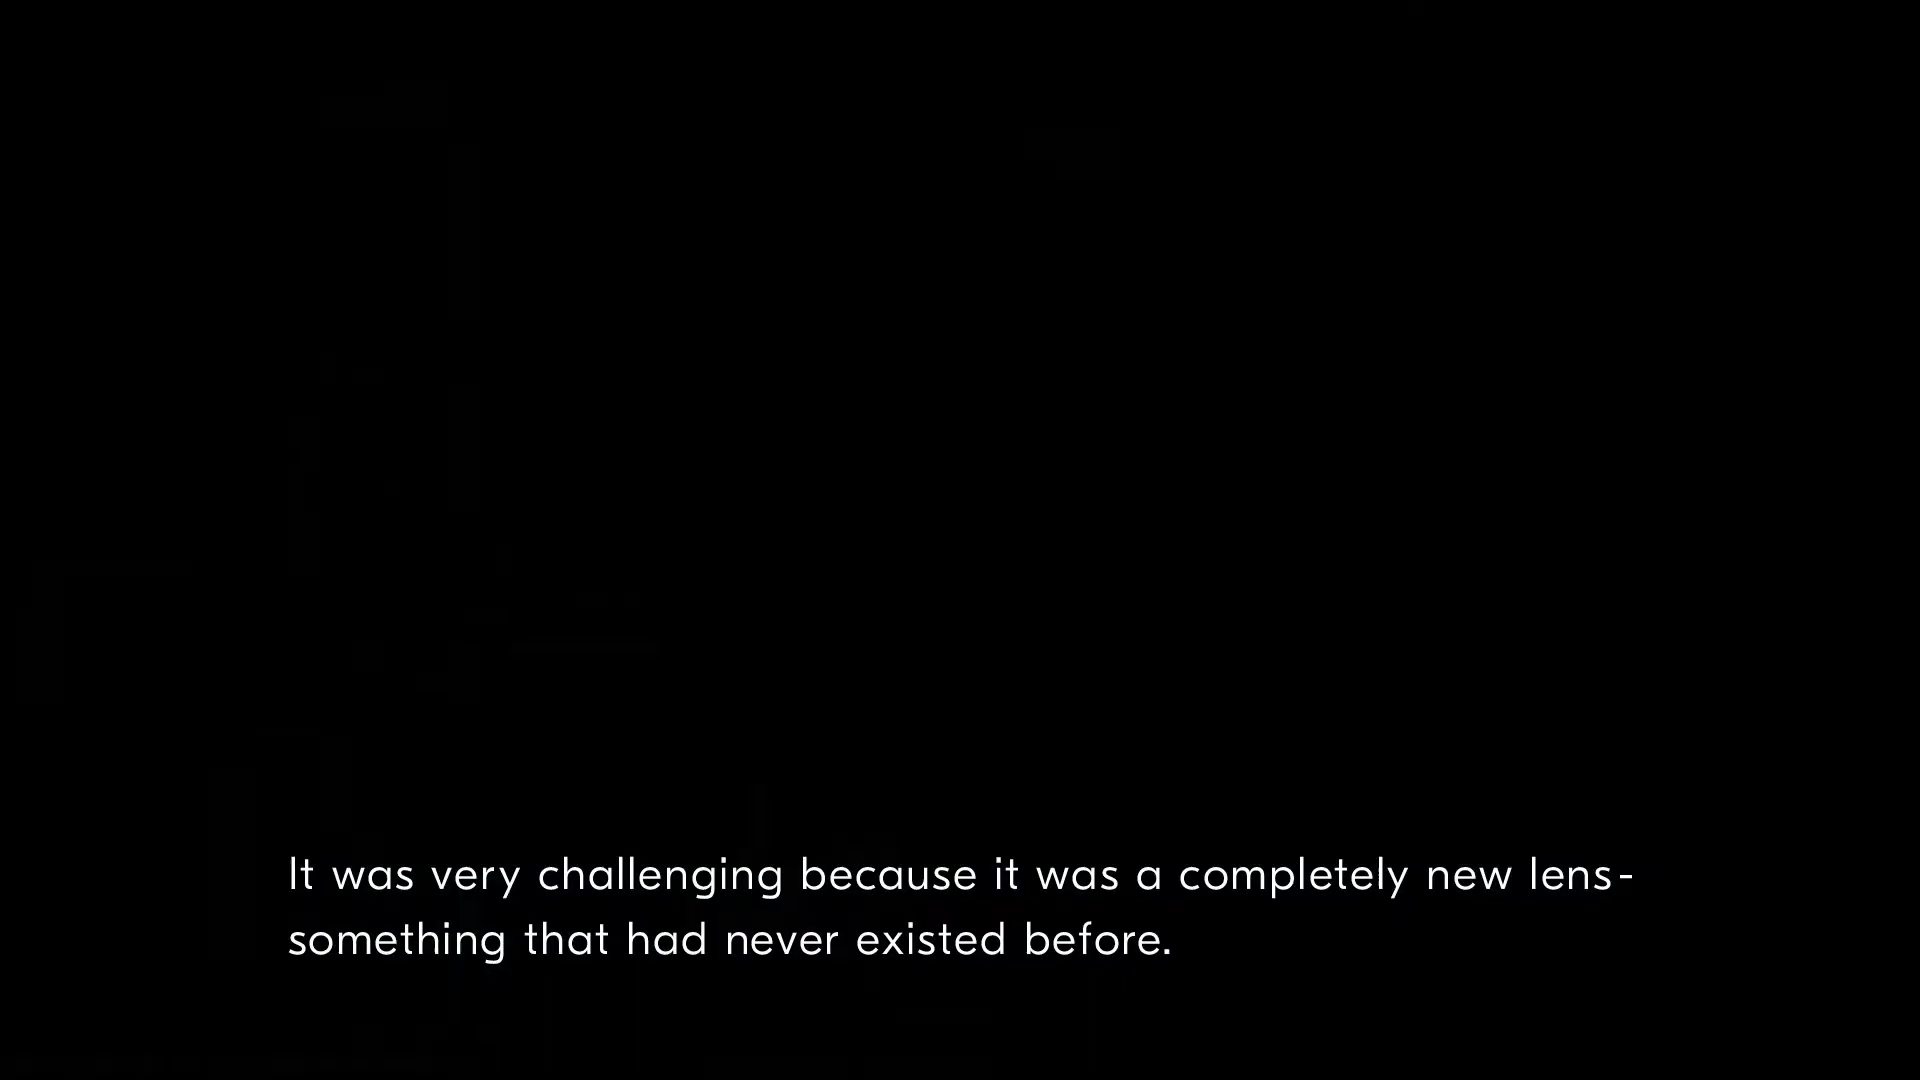 It was very challenging because it was a completely new lens-
something that had never existed before.